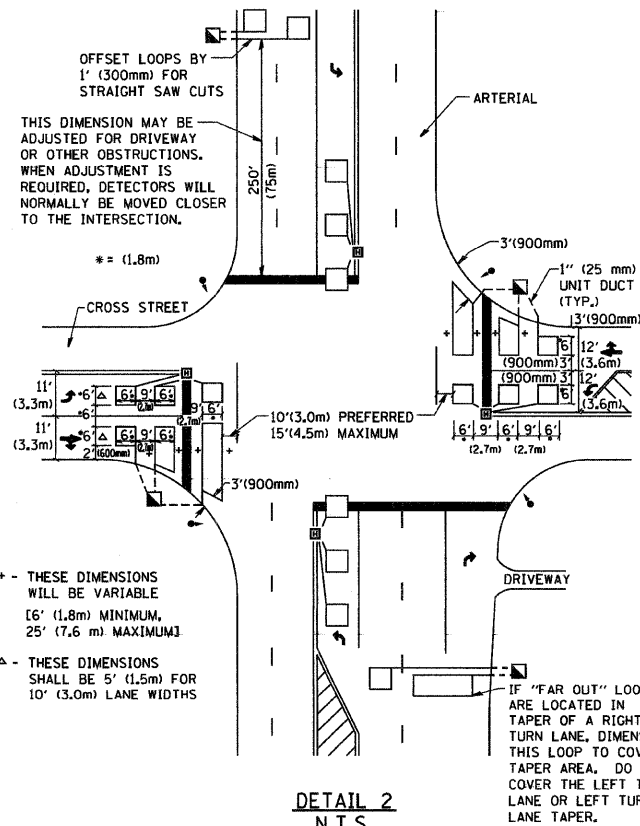 OFFSET LOOPS BY
1' (300mm) FOR
STRAIGHT SAW CUTS
THIS DIMENSION MAY BE
ADJUSTED FOR DRIVEWAY
OR OTHER OBSTRUCTIONS.
WHEN ADJUSTMENT IS
REQUIRED, DETECTORS WILL
NORMALLY BE MOVED CLOSER
TO THE INTERSECTION.
250'
(75m)
ARTERIAL
* = (1.8m)
3'(900mm)
1" (25 mm)
UNIT DUCT
(TYP.)
3'(900mm)
CROSS STREET
6'
12'
(3.6m)
(900mm) 3'
(900mm) 3'
12'
(3.6m)
6'
6' 9' 6' 9' 6'
(2.7m) (2.7m)
H
H
H
H
11'
(3.3m)
*6'
6' 9' 6'
(2.7m)
9' 6'
(2.7m)
*6'
11'
(3.3m)
*6'
6' 9' 6'
(2.7m)
2' (600mm)
10'(3.0m) PREFERRED
15'(4.5m) MAXIMUM
3'(900mm)
+ - THESE DIMENSIONS
WILL BE VARIABLE
[6' (1.8m) MINIMUM,
25' (7.6 m) MAXIMUM]
△ - THESE DIMENSIONS
SHALL BE 5' (1.5m) FOR
10' (3.0m) LANE WIDTHS
DRIVEWAY
IF "FAR OUT" LOO
ARE LOCATED IN
TAPER OF A RIGHT
TURN LANE, DIMENS
THIS LOOP TO COV
TAPER AREA. DO
COVER THE LEFT T
LANE OR LEFT TUR
LANE TAPER.
DETAIL 2
N.T.S.